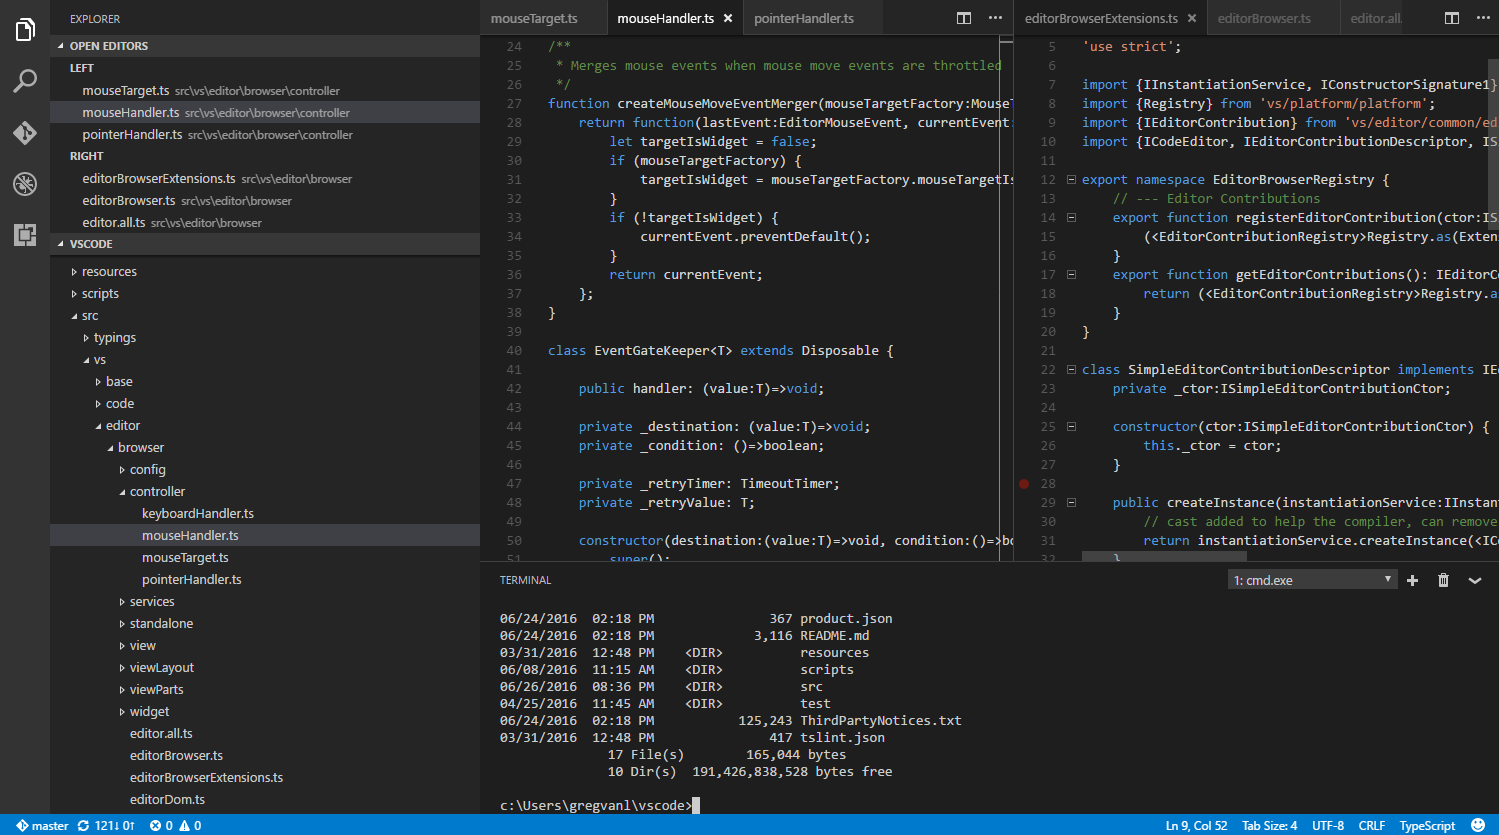 EXPLORER
OPEN EDITORS
LEFT
mouseTarget.ts src\vs\editor\browser\controller
mouseHandler.ts src\vs\editor\browser\controller
pointerHandler.ts src\vs\editor\browser\controller
RIGHT
editorBrowserExtensions.ts src\vs\editor\browser
editorBrowser.ts src\vs\editor\browser
editor.all.ts src\vs\editor\browser
VSCODE
resources
scripts
src
typings
vs
base
code
editor
browser
config
controller
keyboardHandler.ts
mouseHandler.ts
mouseTarget.ts
pointerHandler.ts
services
standalone
view
viewLayout
viewParts
widget
editor.all.ts
editorBrowser.ts
editorBrowserExtensions.ts
editorDom.ts
mouseTarget.ts mouseHandler.ts pointerHandler.ts
24 /**
25 * Merges mouse events when mouse move events are throttled
26 */
27 function createMouseMoveEventMerger(mouseTargetFactory:MouseT
28 return function(lastEvent:EditorMouseEvent, currentEvent:
29 let targetIsWidget = false;
30 if (mouseTargetFactory) {
31 targetIsWidget = mouseTargetFactory.mouseTargetIs
32 }
33 if (!targetIsWidget) {
34 currentEvent.preventDefault();
35 }
36 return currentEvent;
37 };
38 }
39
40 class EventGateKeeper<T> extends Disposable {
41
42 public handler: (value:T)=>void;
43
44 private _destination: (value:T)=>void;
45 private _condition: ()=>boolean;
46
47 private _retryTimer: TimeoutTimer;
48 private _retryValue: T;
49
50 constructor(destination:(value:T)=>void, condition:()=>bo
51 super();
editorBrowserExtensions.ts editorBrowser.ts editor.all
5 'use strict';
6
7 import {IInstantiationService, IConstructorSignature1}
8 import {Registry} from 'vs/platform/platform';
9 import {IEditorContribution} from 'vs/editor/common/ed
10 import {ICodeEditor, IEditorContributionDescriptor, IS
11
12 export namespace EditorBrowserRegistry {
13 // --- Editor Contributions
14 export function registerEditorContribution(ctor:IS
15 (<EditorContributionRegistry>Registry.as(Exten
16 }
17 export function getEditorContributions(): IEditorC
18 return (<EditorContributionRegistry>Registry.a
19 }
20 }
21
22 class SimpleEditorContributionDescriptor implements IE
23 private _ctor:ISimpleEditorContributionCtor;
24
25 constructor(ctor:ISimpleEditorContributionCtor) {
26 this._ctor = ctor;
27 }
28
29 public createInstance(instantiationService:IInstan
30 // cast added to help the compiler, can remove
31 return instantiationService.createInstance(<IC
32 }
TERMINAL
1: cmd.exe
06/24/2016 02:18 PM 367 product.json
06/24/2016 02:18 PM 3,116 README.md
03/31/2016 12:48 PM <DIR> resources
06/08/2016 11:15 AM <DIR> scripts
06/26/2016 08:36 PM <DIR> src
04/25/2016 11:45 AM <DIR> test
06/24/2016 02:18 PM 125,243 ThirdPartyNotices.txt
03/31/2016 12:48 PM 417 tslint.json
17 File(s) 165,044 bytes
10 Dir(s) 191,426,838,528 bytes free
c:\Users\gregvanl\vscode>
master 121↓ 0↑ 0 0 Ln 9, Col 52 Tab Size: 4 UTF-8 CRLF TypeScript